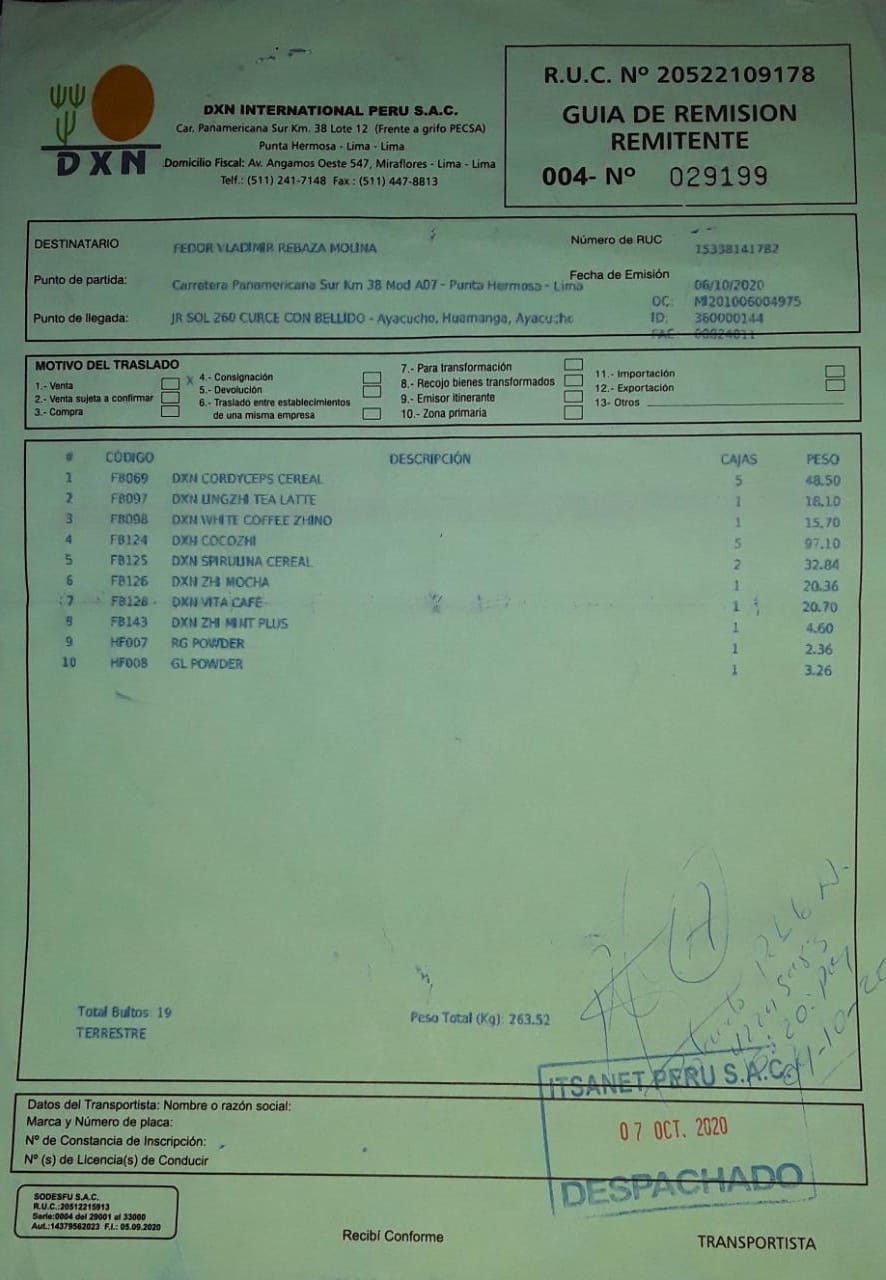 R.U.C. Nº 20522109178
GUIA DE REMISION
REMITENTE
004- Nº 029199
DXN
DXN INTERNATIONAL PERU S.A.C.
Car. Panamericana Sur Km. 38 Lote 12 (Frente a grifo PECSA)
Punta Hermosa - Lima - Lima
Domicilio Fiscal: Av. Angamos Oeste 547, Miraflores - Lima - Lima
Telf.: (511) 241-7148 Fax : (511) 447-8813
DESTINATARIO FEDOR VLADIMIR REBAZA MOLINA Número de RUC 15338141782
Punto de partida: Carretera Panamericana Sur Km 38 Mod A07 - Punta Hermosa - Lima Fecha de Emisión 06/10/2020
OC: MI201006004975
Punto de llegada: JR SOL 260 CURCE CON BELLIDO - Ayacucho, Huamanga, Ayacucho ID: 360000144
FAC: 00024011
MOTIVO DEL TRASLADO
1.- Venta X
2.- Venta sujeta a confirmar
3.- Compra
4.- Consignación
5.- Devolución
6.- Traslado entre establecimientos
de una misma empresa
7.- Para transformación
8.- Recojo bienes transformados
9.- Emisor itinerante
10.- Zona primaria
11.- Importación
12.- Exportación
13- Otros
# CÓDIGO DESCRIPCIÓN CAJAS PESO
1 FB069 DXN CORDYCEPS CEREAL 5 48.50
2 FB097 DXN LINGZHI TEA LATTE 1 18.10
3 FB098 DXN WHITE COFFEE ZHINO 1 15.70
4 FB124 DXN COCOZHI 5 97.10
5 FB125 DXN SPIRULINA CEREAL 2 32.84
6 FB126 DXN ZHI MOCHA 1 20.36
7 FB128 DXN VITA CAFE 1 20.70
8 FB143 DXN ZHI MINT PLUS 1 4.60
9 HF007 RG POWDER 1 2.36
10 HF008 GL POWDER 1 3.26
Total Bultos: 19 Peso Total (Kg): 263.52
TERRESTRE
ITSANET PERU S.A.C.
07 OCT. 2020
DESPACHADO
Datos del Transportista: Nombre o razón social:
Marca y Número de placa:
Nº de Constancia de Inscripción:
Nº (s) de Licencia(s) de Conducir
SODESFU S.A.C.
R.U.C.:20512215913
Serie:0004 del 29001 al 33000
Aut.:14379562023 F.I.: 05.09.2020
Recibí Conforme
TRANSPORTISTA